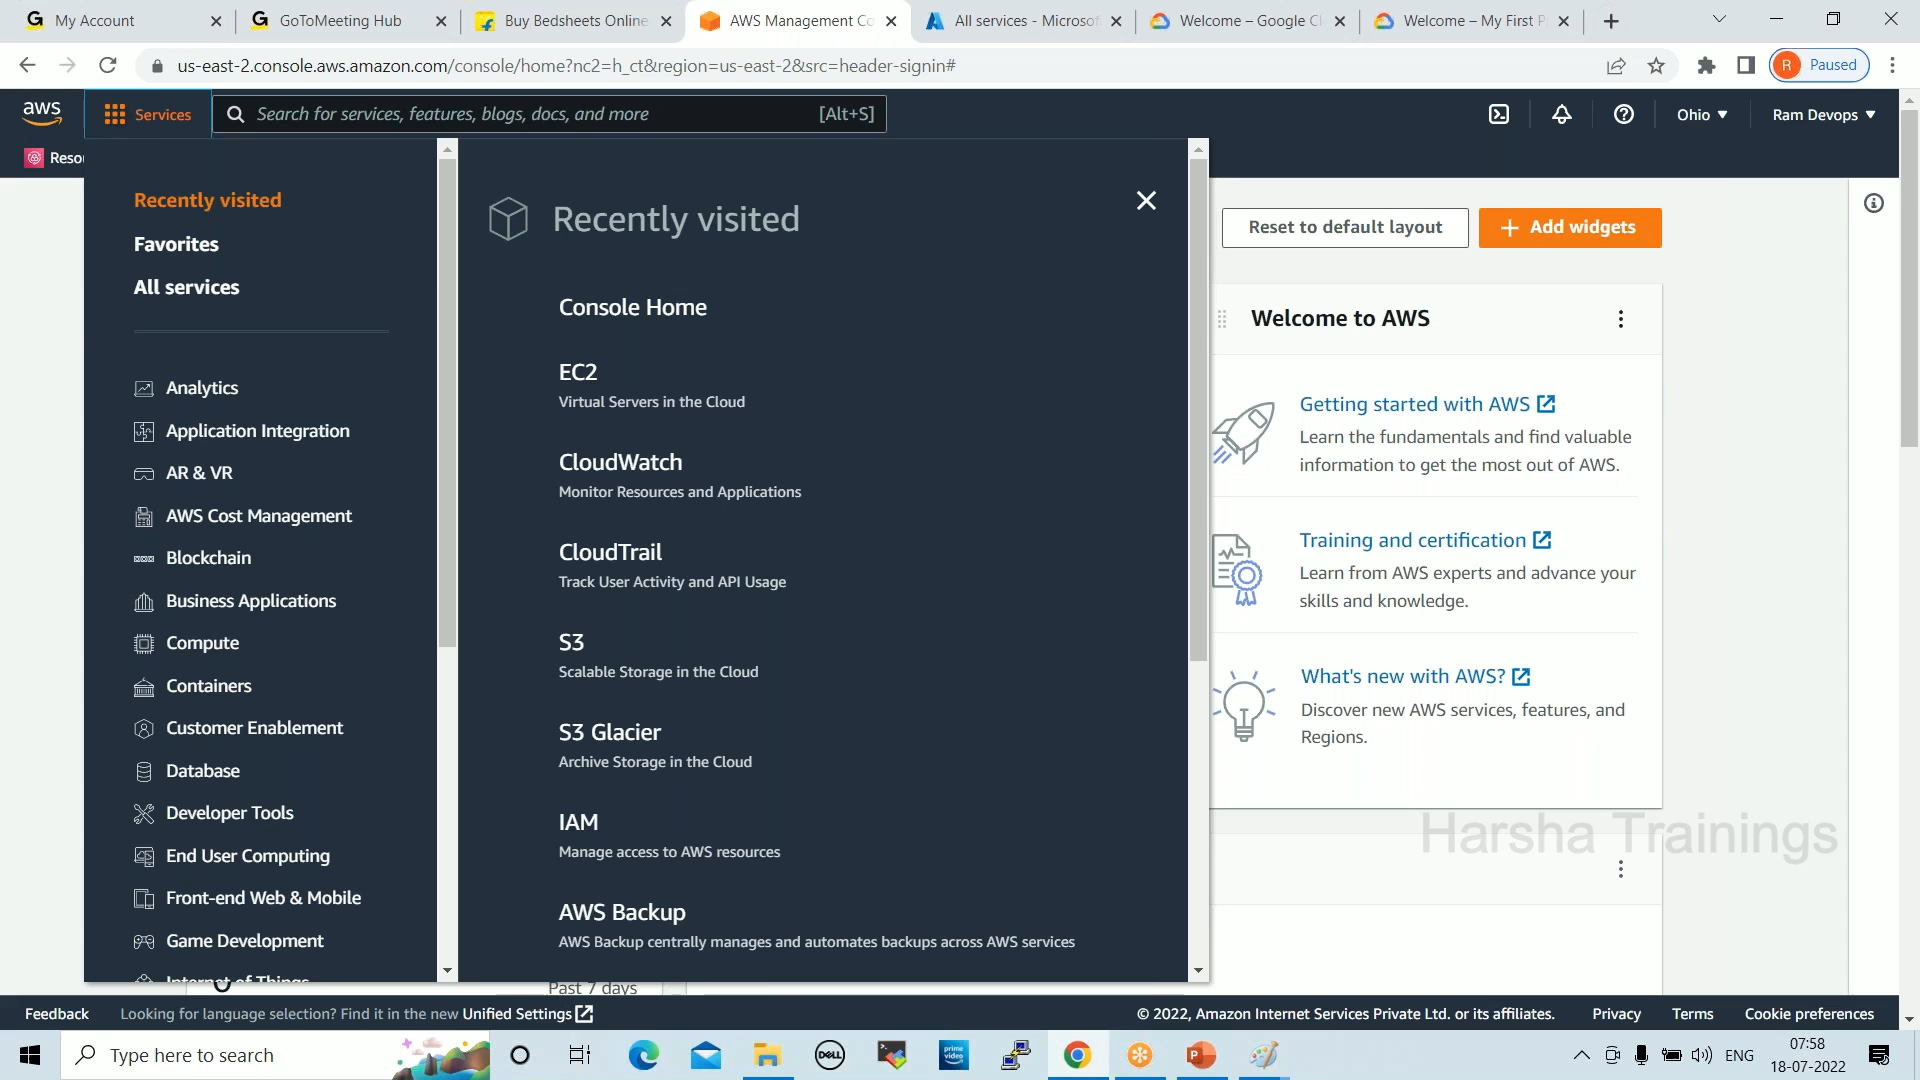 My Account
GoToMeeting Hub
Buy Bedsheets Online
AWS Management Co
All services - Microsof
Welcome – Google Cl
Welcome – My First P
us-east-2.console.aws.amazon.com/console/home?nc2=h_ct&region=us-east-2&src=header-signin#
R Paused
aws
Services
Search for services, features, blogs, docs, and more
[Alt+S]
Ohio
Ram Devops
Resou
Recently visited
Favorites
All services
Analytics
Application Integration
AR & VR
AWS Cost Management
Blockchain
Business Applications
Compute
Containers
Customer Enablement
Database
Developer Tools
End User Computing
Front-end Web & Mobile
Game Development
Internet of Things
Recently visited
Console Home
EC2
Virtual Servers in the Cloud
CloudWatch
Monitor Resources and Applications
CloudTrail
Track User Activity and API Usage
S3
Scalable Storage in the Cloud
S3 Glacier
Archive Storage in the Cloud
IAM
Manage access to AWS resources
AWS Backup
AWS Backup centrally manages and automates backups across AWS services
Past 7 days
Reset to default layout
+ Add widgets
Welcome to AWS
Getting started with AWS
Learn the fundamentals and find valuable
information to get the most out of AWS.
Training and certification
Learn from AWS experts and advance your
skills and knowledge.
What's new with AWS?
Discover new AWS services, features, and
Regions.
Harsha Trainings
Feedback
Looking for language selection? Find it in the new Unified Settings
© 2022, Amazon Internet Services Private Ltd. or its affiliates.
Privacy
Terms
Cookie preferences
Type here to search
DELL
prime video
ENG
07:58
18-07-2022